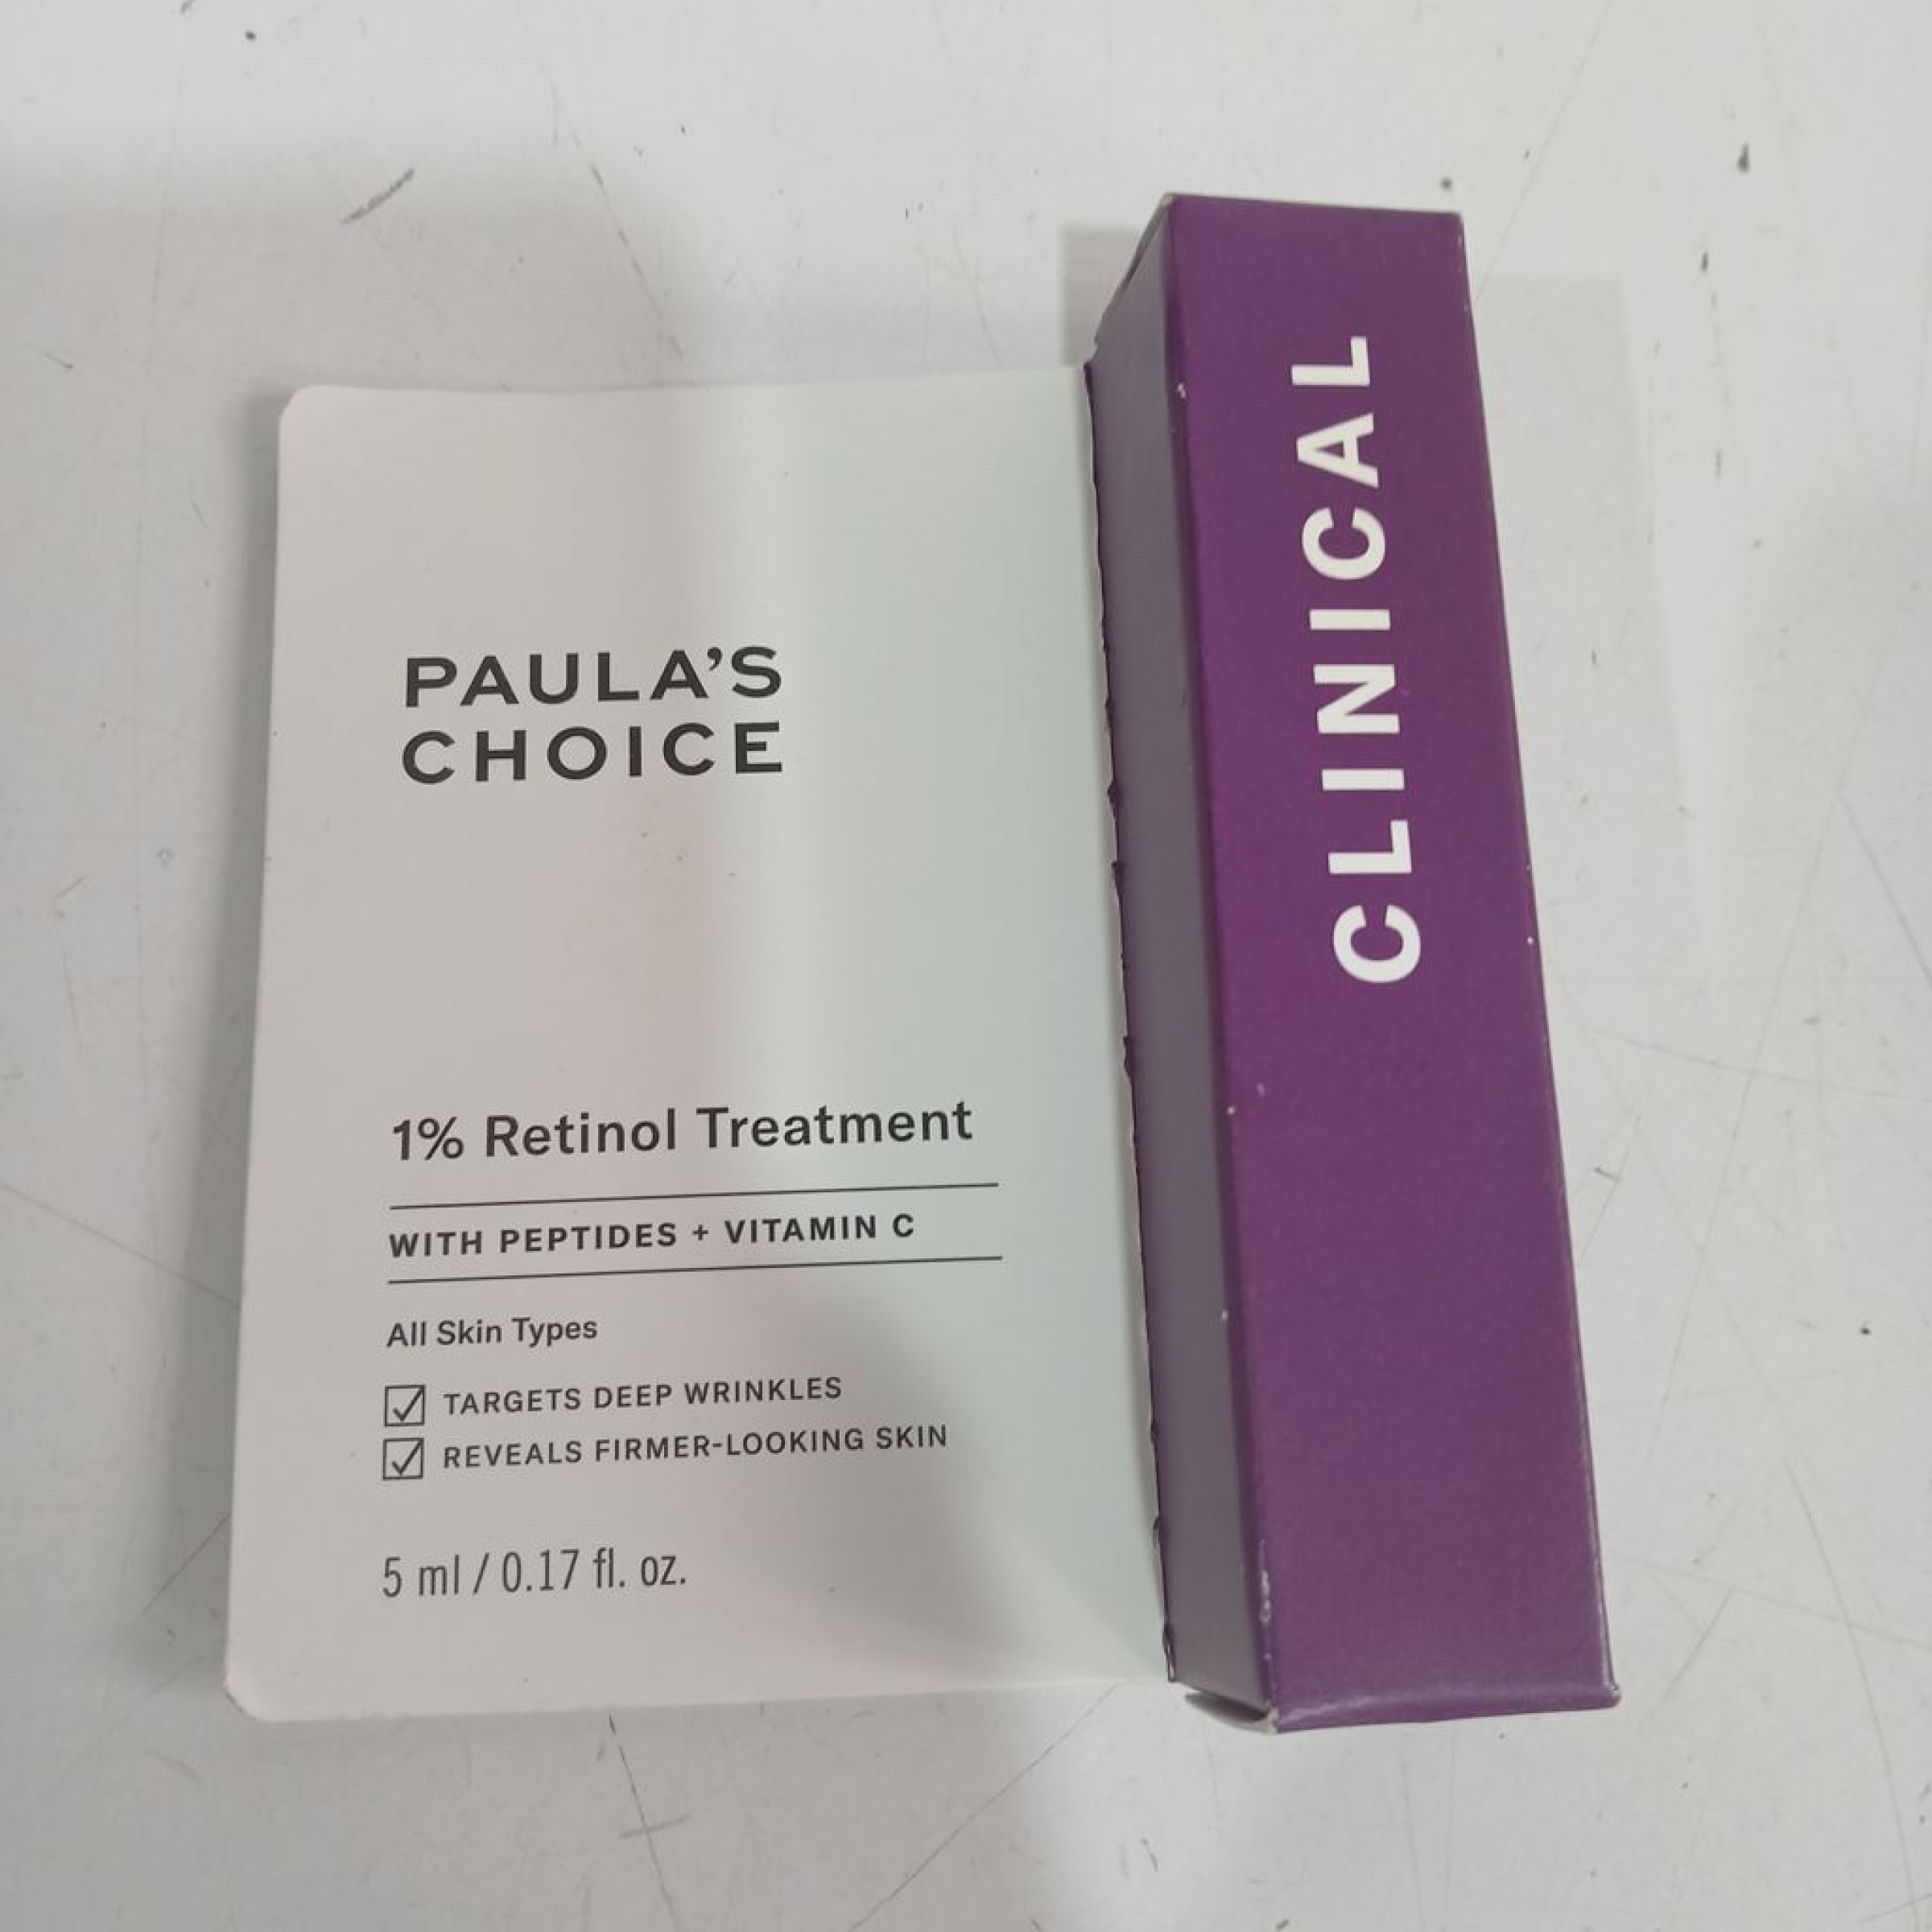 PAULA'S
CHOICE
1% Retinol Treatment
WITH PEPTIDES + VITAMIN C
All Skin Types
TARGETS DEEP WRINKLES
REVEALS FIRMER-LOOKING SKIN
5 ml / 0.17 fl. oz.
CLINICAL